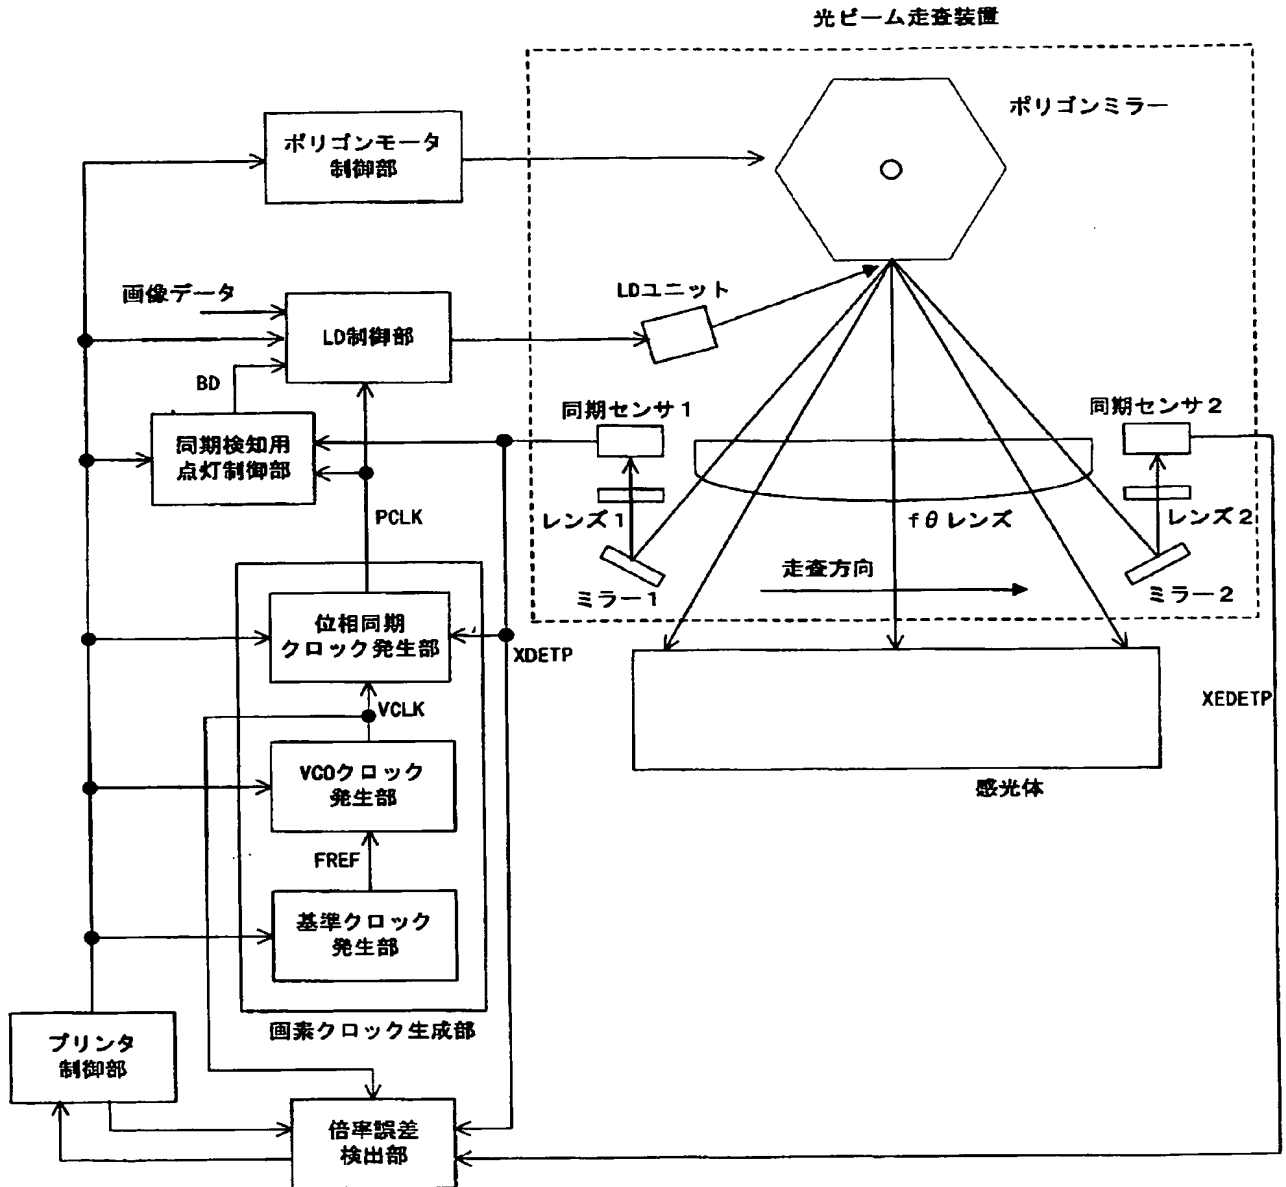 光ビーム走査装置
ポリゴンミラー
ポリゴンモータ
制御部
画像データ
LD制御部
LDユニット
BD
同期センサ1
同期センサ2
同期検知用
点灯制御部
PCLK
レンズ1
fθレンズ
レンズ2
走査方向
ミラー1
ミラー2
位相同期
クロック発生部
XDETP
VCLK
XEDETP
VCOクロック
発生部
感光体
FREF
基準クロック
発生部
画素クロック生成部
プリンタ
制御部
倍率誤差
検出部